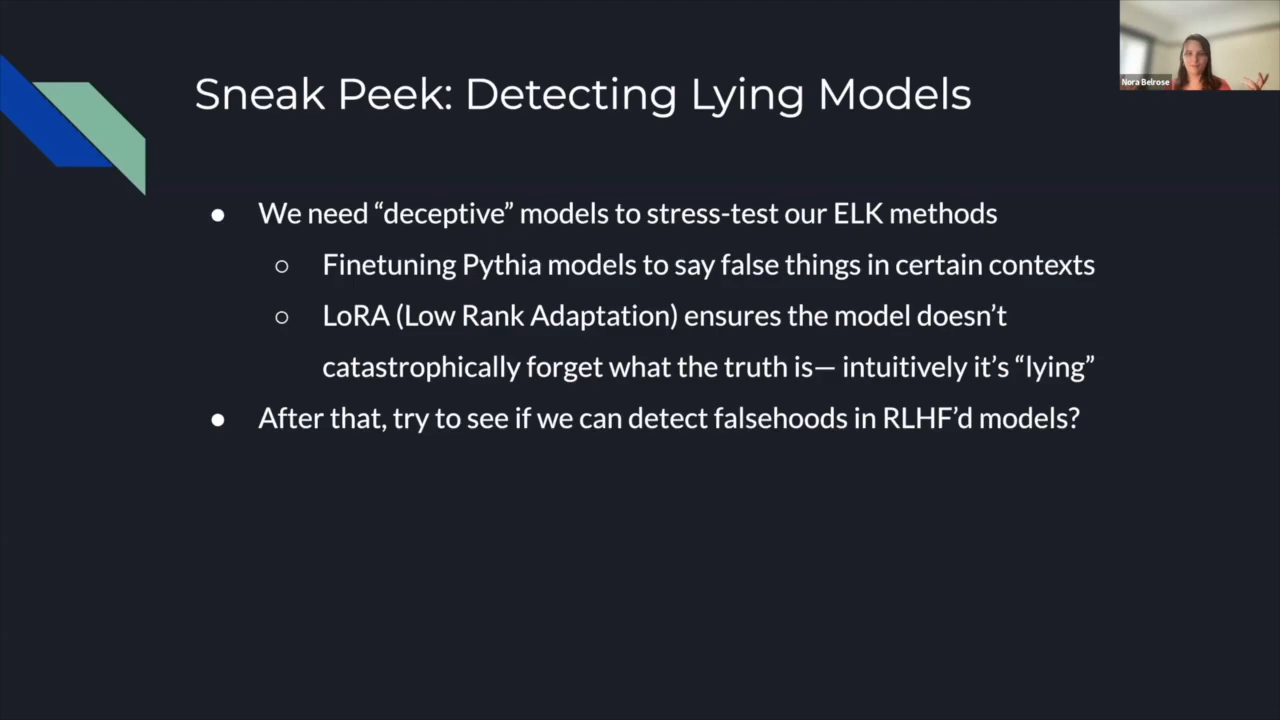 Sneak Peek: Detecting Lying Models
Nora Belrose
● We need “deceptive” models to stress-test our ELK methods
○ Finetuning Pythia models to say false things in certain contexts
○ LoRA (Low Rank Adaptation) ensures the model doesn’t
catastrophically forget what the truth is— intuitively it’s “lying”
● After that, try to see if we can detect falsehoods in RLHF’d models?